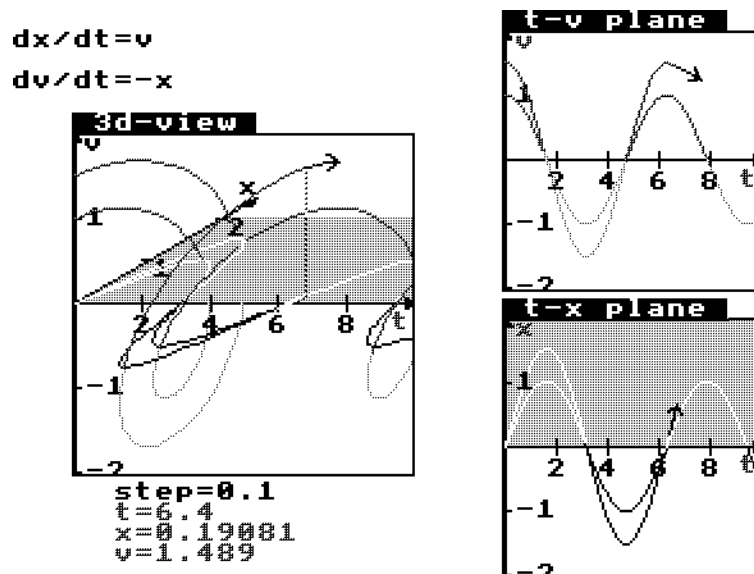 dx/dt=v
dv/dt=-x
3d-view
v
x
1
2
1
2 4 6 8 t
-1
-2
step=0.1
t=6.4
x=0.19081
v=1.489
t-v plane
v
1
2 4 6 8 t
-1
-2
t-x plane
x
1
2 4 6 8 t
-1
-2